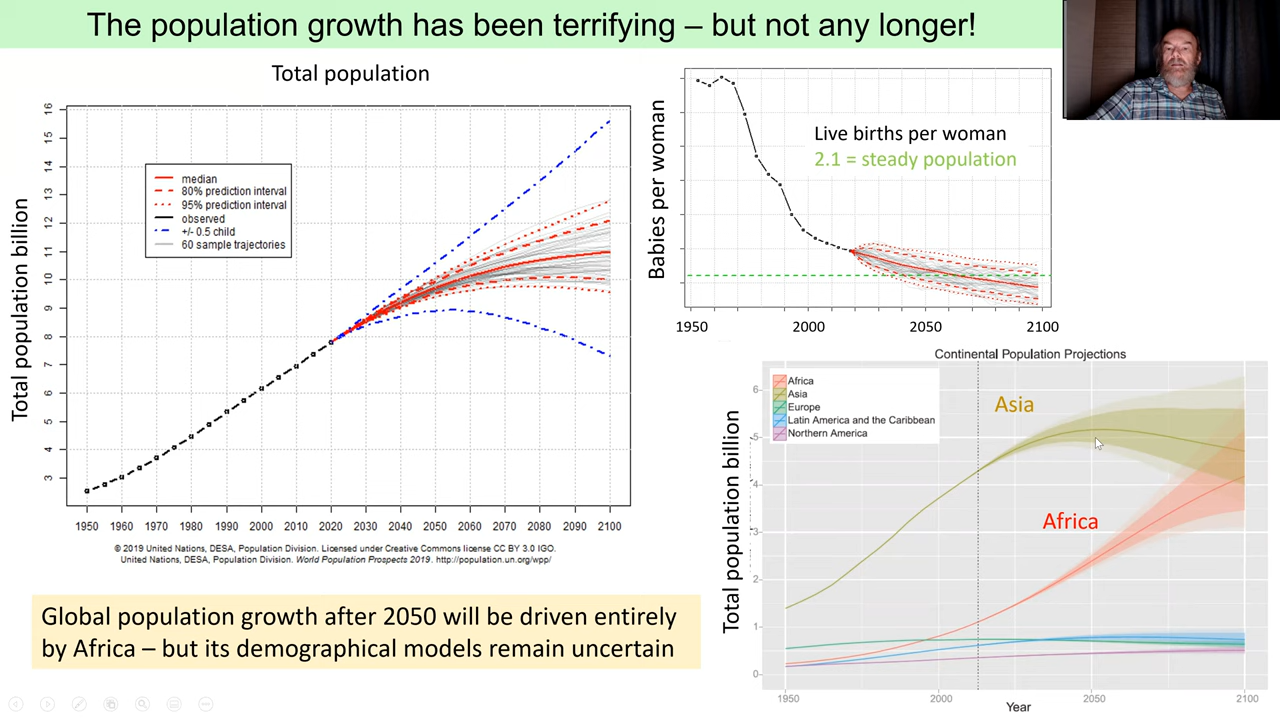 The population growth has been terrifying – but not any longer!
Total population
Total population billion
16
15
14
13
12
11
10
9
8
7
6
5
4
3
median
80% prediction interval
95% prediction interval
observed
+/- 0.5 child
60 sample trajectories
1950 1960 1970 1980 1990 2000 2010 2020 2030 2040 2050 2060 2070 2080 2090 2100
© 2019 United Nations, DESA, Population Division. Licensed under Creative Commons license CC BY 3.0 IGO.
United Nations, DESA, Population Division. World Population Prospects 2019. http://population.un.org/wpp/
Global population growth after 2050 will be driven entirely
by Africa – but its demographical models remain uncertain
Babies per woman
Live births per woman
2.1 = steady population
1950 2000 2050 2100
Continental Population Projections
Total population billion
6
5
4
3
2
1
0
Africa
Asia
Europe
Latin America and the Caribbean
Northern America
Asia
Africa
1950 2000 2050 2100
Year